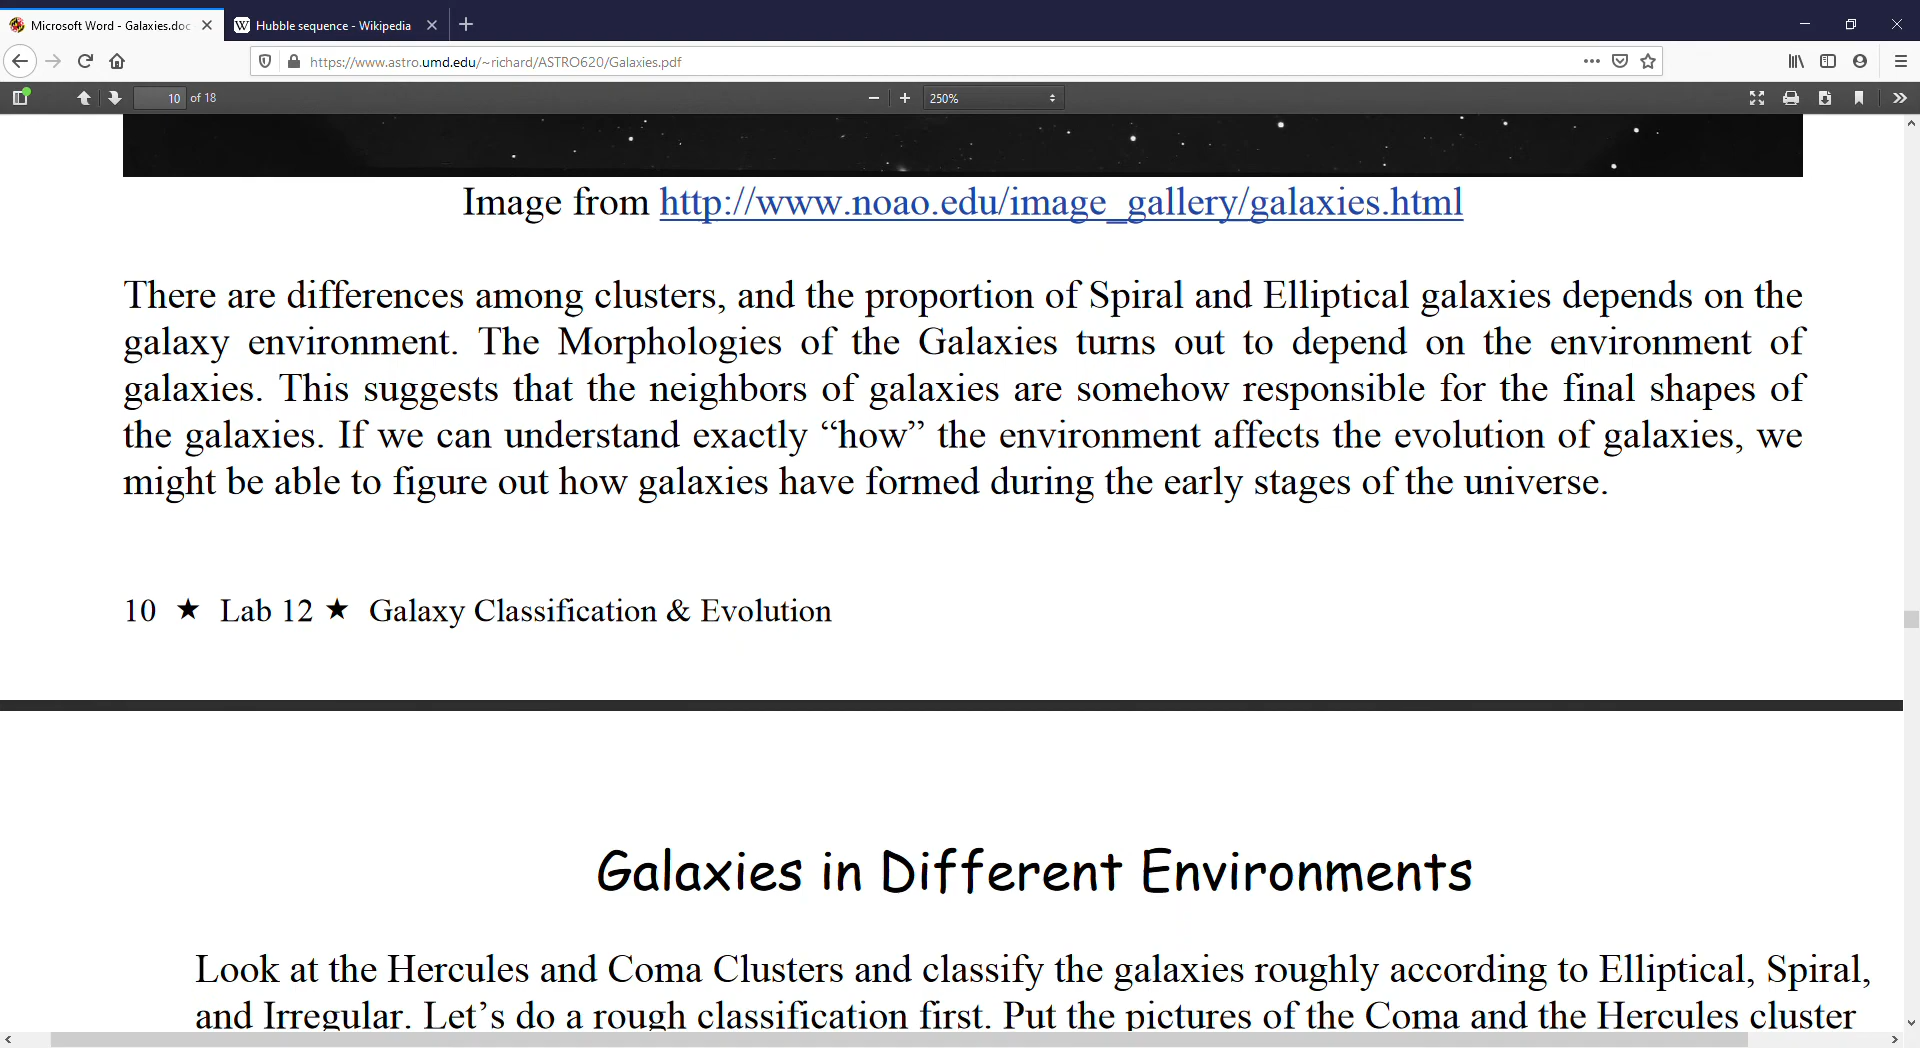 Microsoft Word - Galaxies.doc
Hubble sequence - Wikipedia
https://www.astro.umd.edu/~richard/ASTRO620/Galaxies.pdf
10 of 18
250%
Image from http://www.noao.edu/image_gallery/galaxies.html
There are differences among clusters, and the proportion of Spiral and Elliptical galaxies depends on the
galaxy environment. The Morphologies of the Galaxies turns out to depend on the environment of
galaxies. This suggests that the neighbors of galaxies are somehow responsible for the final shapes of
the galaxies. If we can understand exactly “how” the environment affects the evolution of galaxies, we
might be able to figure out how galaxies have formed during the early stages of the universe.
10 ★ Lab 12 ★ Galaxy Classification & Evolution
Galaxies in Different Environments
Look at the Hercules and Coma Clusters and classify the galaxies roughly according to Elliptical, Spiral,
and Irregular. Let’s do a rough classification first. Put the pictures of the Coma and the Hercules cluster